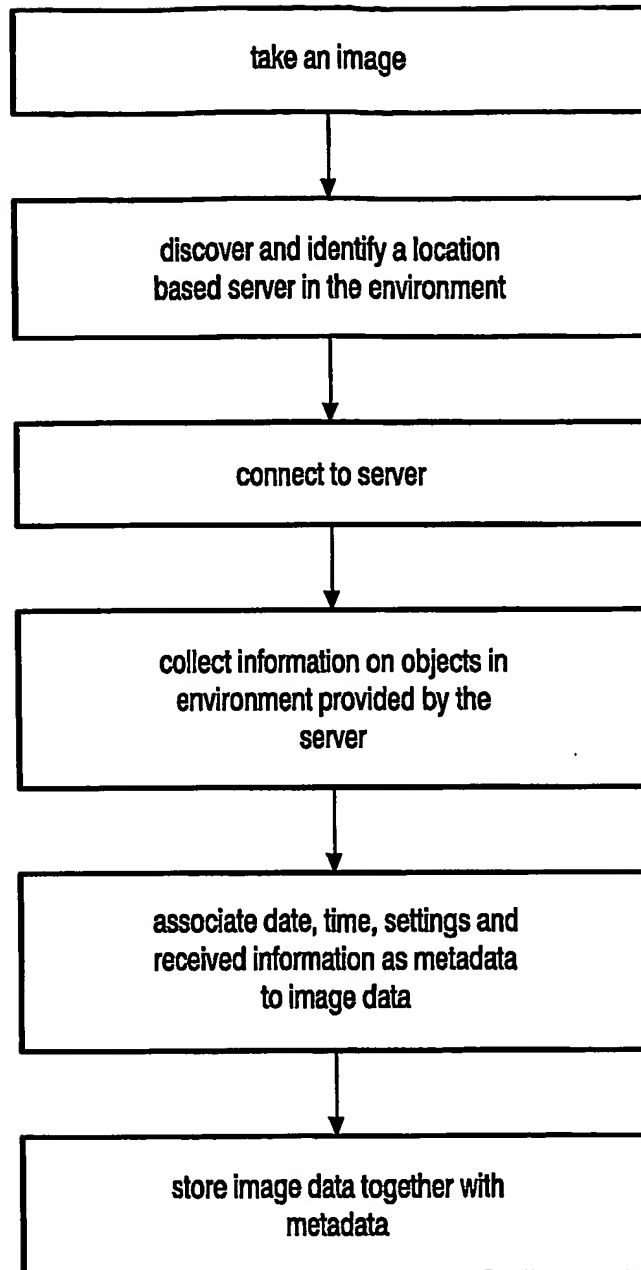 take an image
discover and identify a location
based server in the environment
connect to server
collect information on objects in
environment provided by the
server
associate date, time, settings and
received information as metadata
to image data
store image data together with
metadata